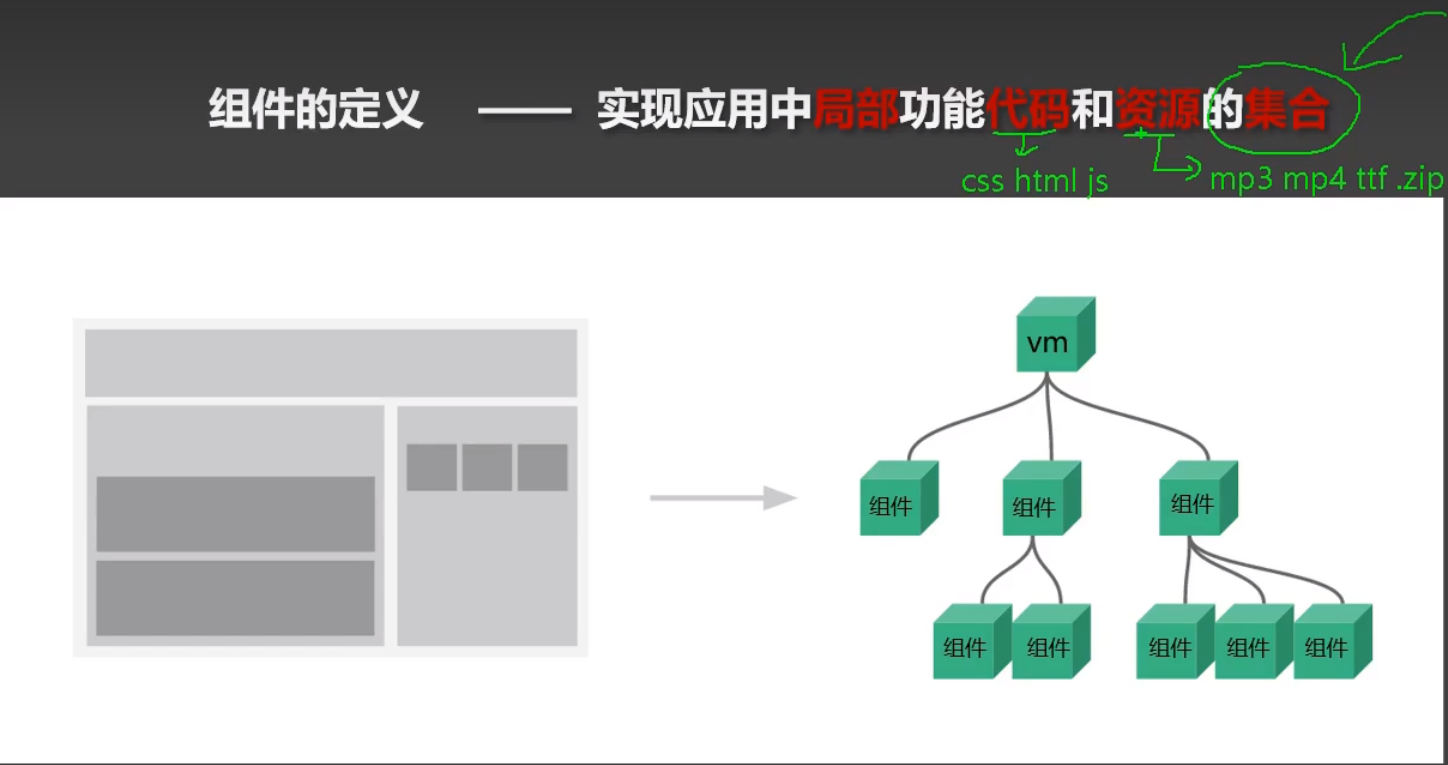 组件的定义 —— 实现应用中局部功能代码和资源的集合
css html js mp3 mp4 ttf .zip
vm
组件 组件 组件
组件 组件 组件 组件 组件